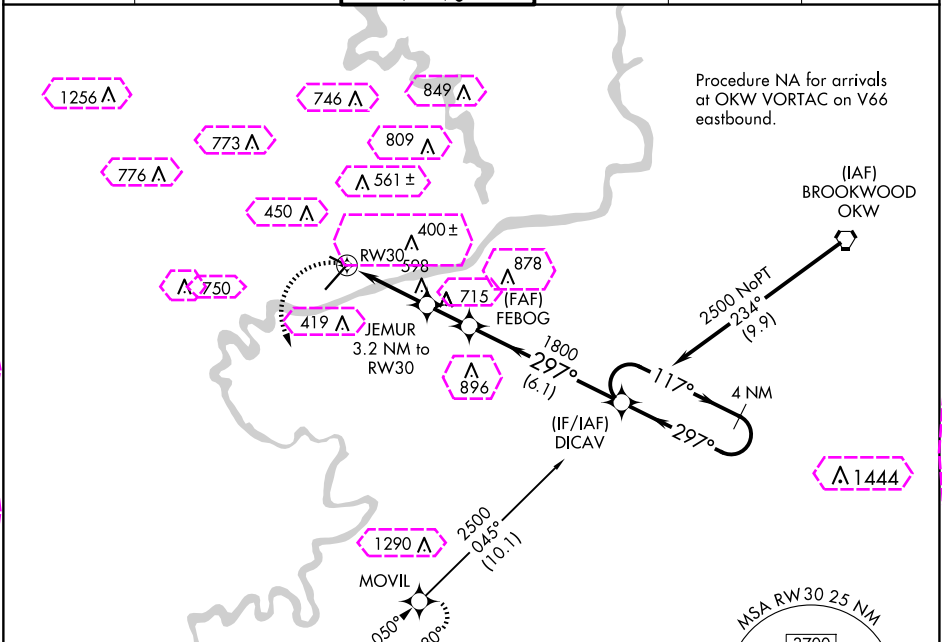 1256
746
849
Procedure NA for arrivals
at OKW VORTAC on V66
eastbound.
773
809
776
561 ±
(IAF)
BROOKWOOD
OKW
450
400 ±
RW30
598
878
750
715
(FAF)
FEBOG
2500 NoPT
234°
(9.9)
419
JEMUR
3.2 NM to
RW30
1800
297°
(6.1)
896
117°
4 NM
297°
(IF/IAF)
DICAV
1444
2500
045°
(10.1)
1290
MOVIL
050°
MSA RW30 25 NM